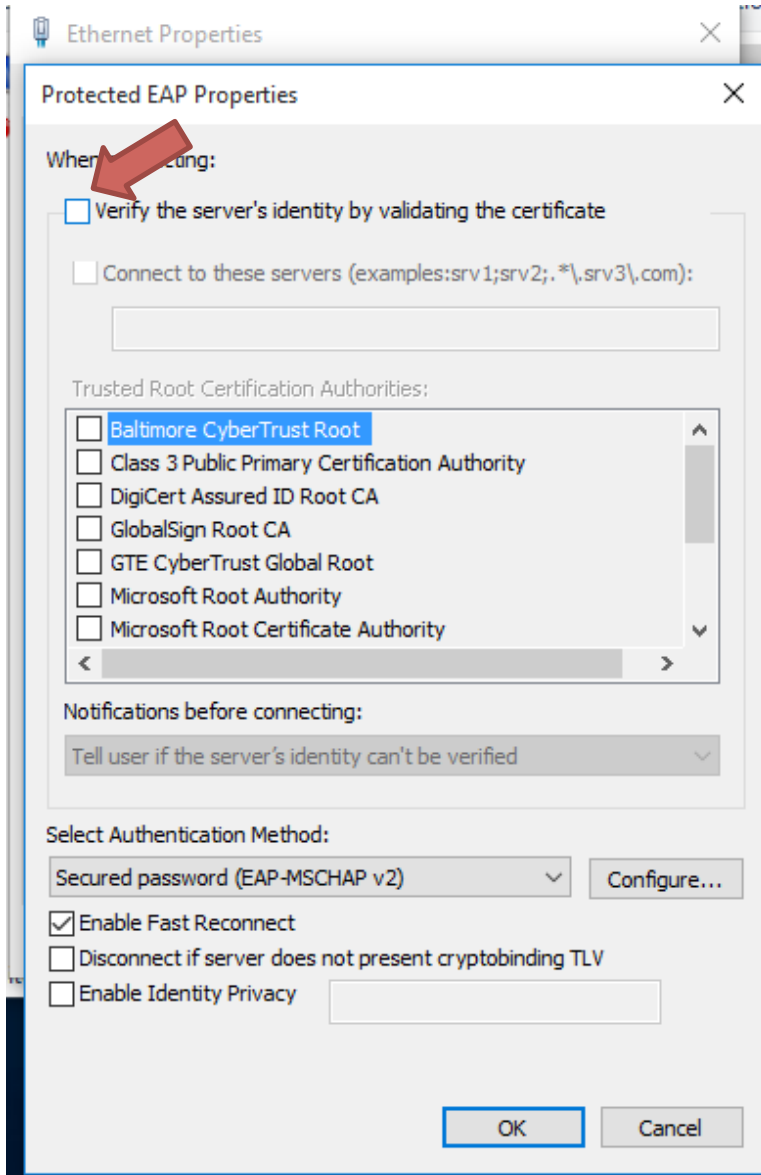 Ethernet Properties
Protected EAP Properties
When
ting:
Verify the server's identity by validating the certificate
Connect to these servers (examples:srv1;srv2;.*\.srv3\.com):
Trusted Root Certification Authorities:
Baltimore CyberTrust Root
Class 3 Public Primary Certification Authority
DigiCert Assured ID Root CA
GlobalSign Root CA
GTE CyberTrust Global Root
Microsoft Root Authority
Microsoft Root Certificate Authority
Notifications before connecting:
Tell user if the server's identity can't be verified
Select Authentication Method:
Secured password (EAP-MSCHAP v2)
Configure...
Enable Fast Reconnect
Disconnect if server does not present cryptobinding TLV
Enable Identity Privacy
OK
Cancel